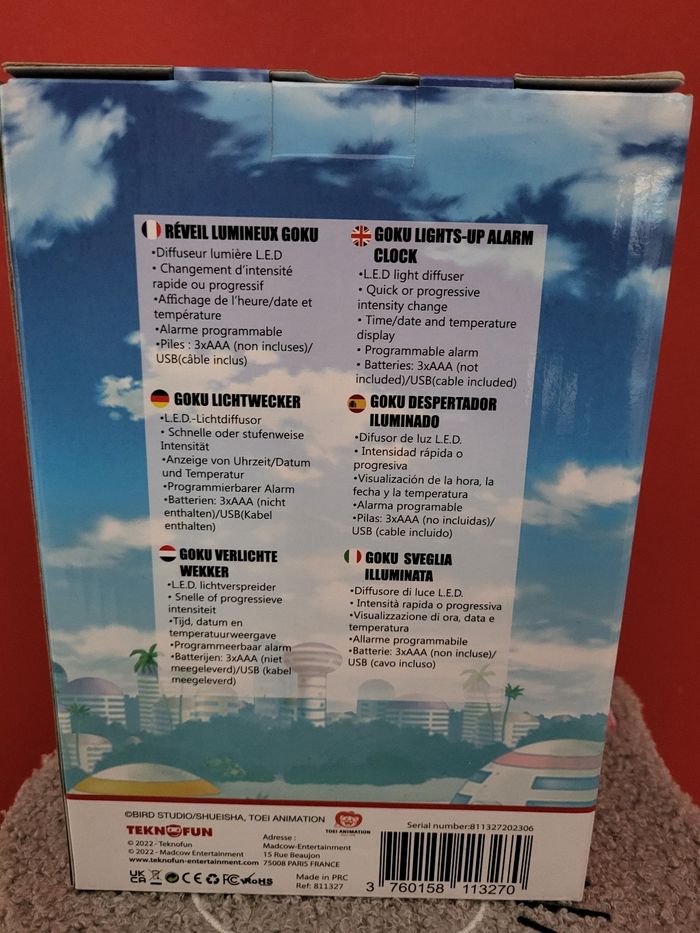 RÉVEIL LUMINEUX GOKU
•Diffuseur lumière L.E.D
• Changement d'intensité
rapide ou progressif
•Affichage de l'heure/date et
température
•Alarme programmable
•Piles : 3xAAA (non incluses)/
USB(câble inclus)
GOKU LIGHTS-UP ALARM
CLOCK
•L.E.D light diffuser
• Quick or progressive
intensity change
• Time/date and temperature
display
• Programmable alarm
• Batteries: 3xAAA (not
included)/USB(cable included)
GOKU LICHTWECKER
•L.E.D.-Lichtdiffusor
• Schnelle oder stufenweise
Intensität
•Anzeige von Uhrzeit/Datum
und Temperatur
•Programmierbarer Alarm
•Batterien: 3xAAA (nicht
enthalten)/USB(Kabel
enthalten)
GOKU DESPERTADOR
ILUMINADO
•Difusor de luz L.E.D.
• Intensidad rápida o
progresiva
•Visualización de la hora, la
fecha y la temperatura
•Alarma programable
•Pilas: 3xAAA (no incluidas)/
USB (cable incluido)
GOKU VERLICHTE
WEKKER
•L.E.D. lichtverspreider
• Snelle of progressieve
intensiteit
•Tijd, datum en
temperatuurweergave
•Programmeerbaar alarm
•Batterijen: 3xAAA (niet
meegeleverd)/USB (kabel
meegeleverd)
GOKU SVEGLIA
ILLUMINATA
•Diffusore di luce L.E.D.
•Intensità rapida o progressiva
•Visualizzazione di ora, data e
temperatura
•Allarme programmabile
•Batterie: 3xAAA (non incluse)/
USB (cavo incluso)
©BIRD STUDIO/SHUEISHA, TOEI ANIMATION
TOEI ANIMATION
Serial number:811327202306
TEKNOFUN
© 2022 - Teknofun
© 2022 - Madcow Entertainment
www.teknofun-entertainment.com
Adresse :
Madcow-Entertainment
15 Rue Beaujon
75008 PARIS FRANCE
Made in PRC
Ref: 811327
UK
CA
CE
FC
RoHS
3 760158 113270